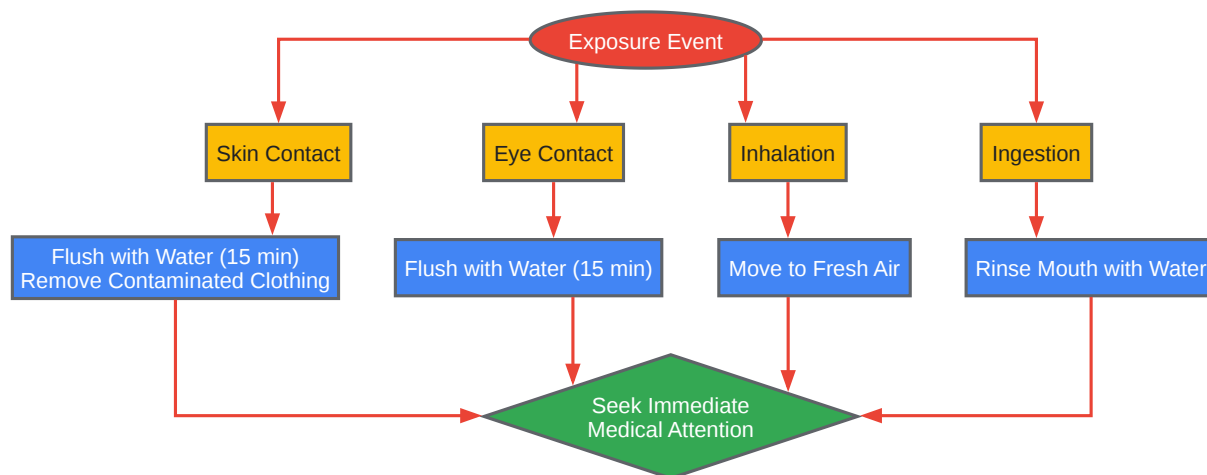 Exposure Event
Skin Contact
Eye Contact
Inhalation
Ingestion
Flush with Water (15 min)
Remove Contaminated Clothing
Flush with Water (15 min)
Move to Fresh Air
Rinse Mouth with Water
Seek Immediate
Medical Attention